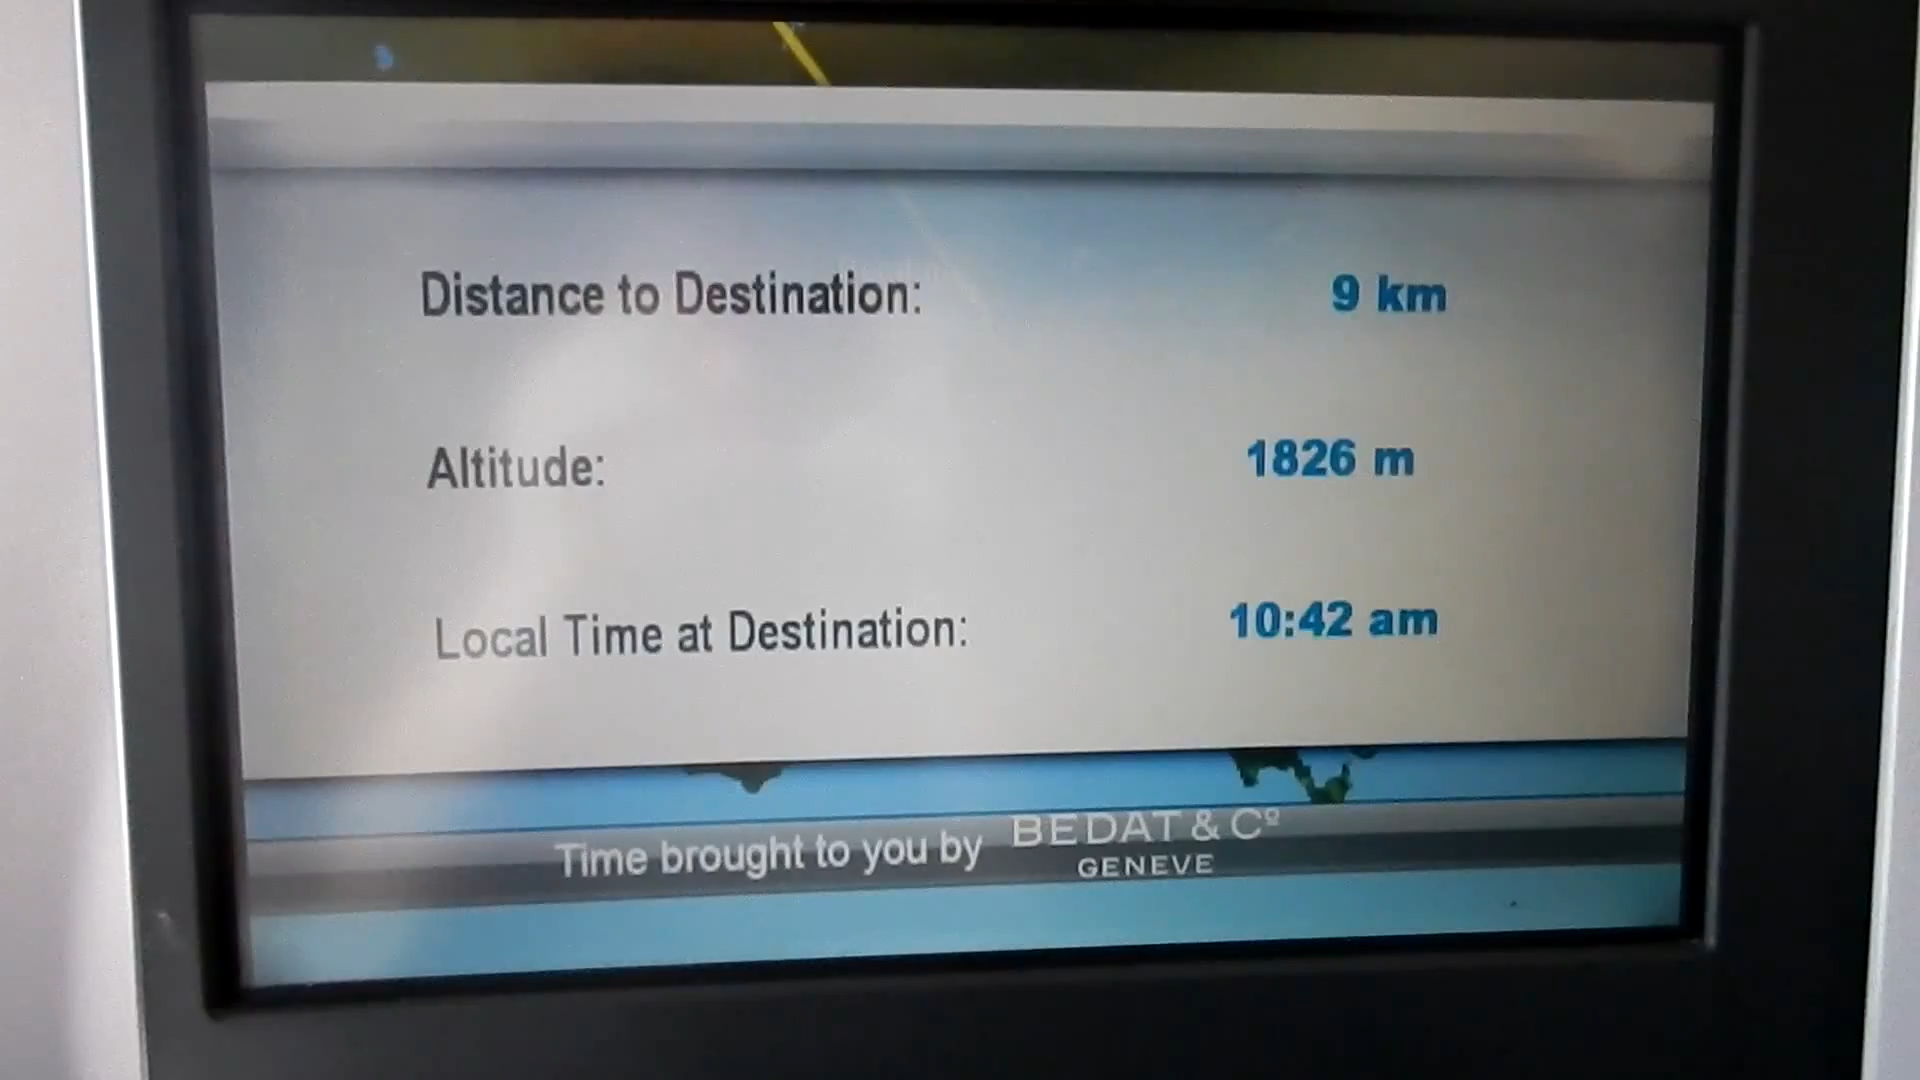 Distance to Destination: 9 km
Altitude: 1826 m
Local Time at Destination: 10:42 am
Time brought to you by BEDAT & Cº
GENEVE